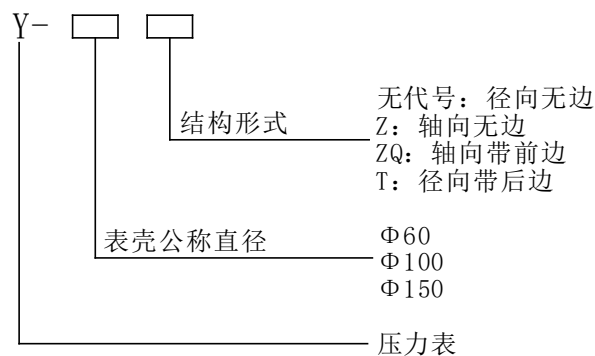 Y-
无代号：径向无边
结构形式
Z：轴向无边
ZQ：轴向带前边
T：径向带后边
表壳公称直径
Φ60
Φ100
Φ150
压力表